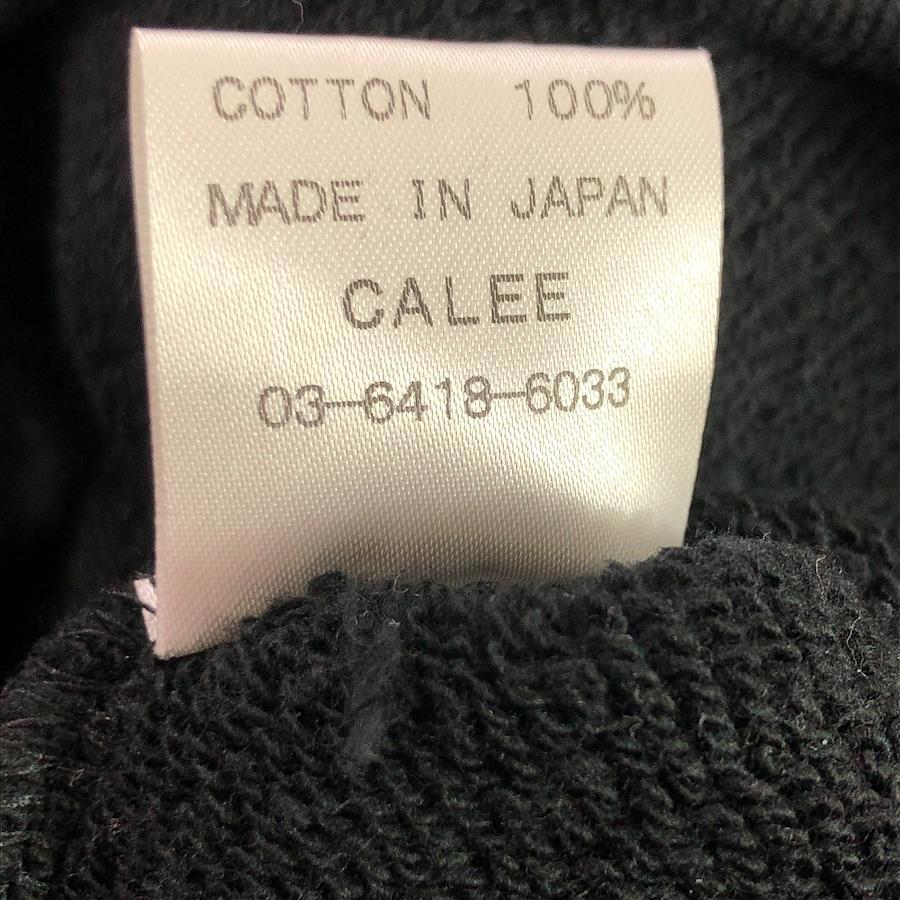 COTTON 100%
MADE IN JAPAN
CALEE
03-6418-6033